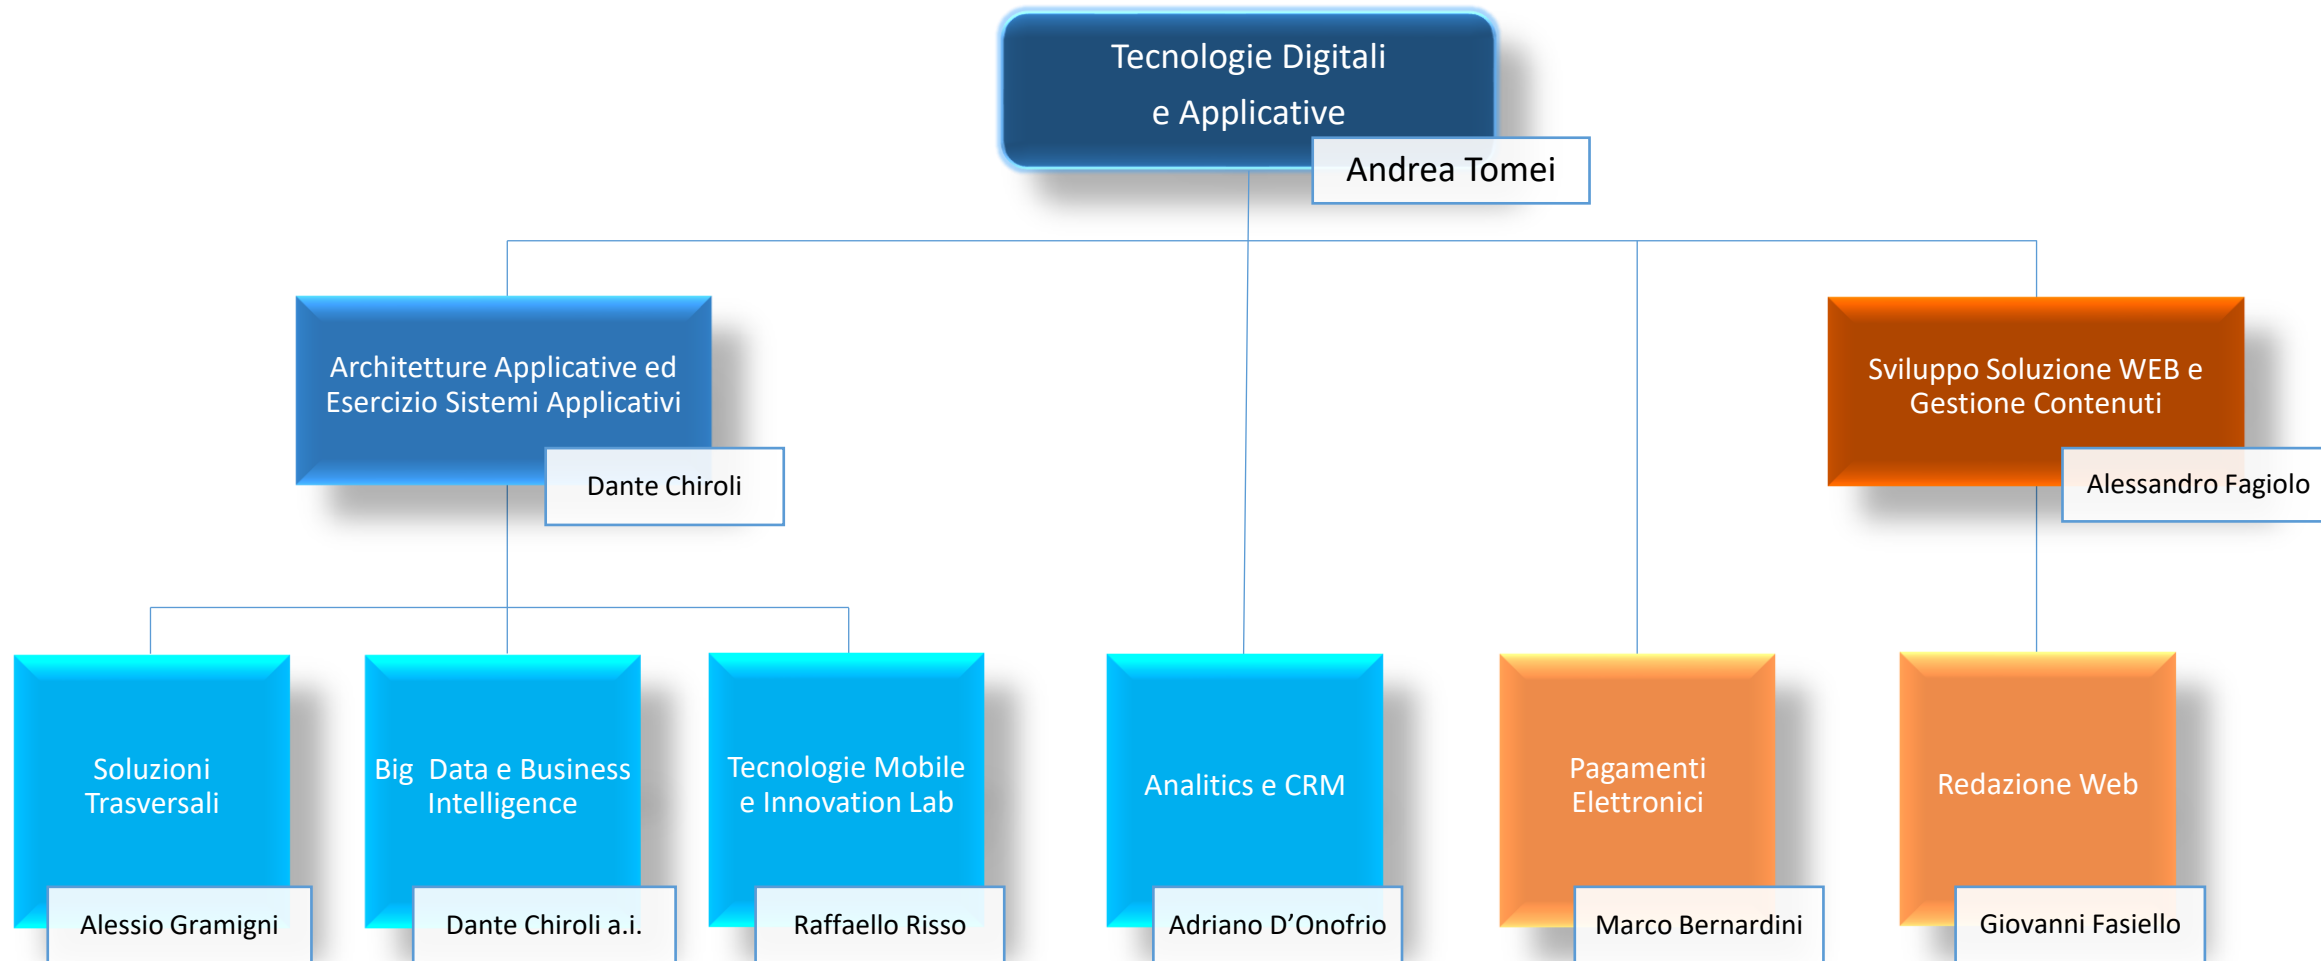 Tecnologie Digitali
e Applicative
Andrea Tomei
Architetture Applicative ed
Esercizio Sistemi Applicativi
Dante Chiroli
Sviluppo Soluzione WEB e
Gestione Contenuti
Alessandro Fagiolo
Soluzioni
Trasversali
Alessio Gramigni
Big  Data e Business
Intelligence
Dante Chiroli a.i.
Tecnologie Mobile
e Innovation Lab
Raffaello Risso
Analitics e CRM
Adriano D’Onofrio
Pagamenti
Elettronici
Marco Bernardini
Redazione Web
Giovanni Fasiello